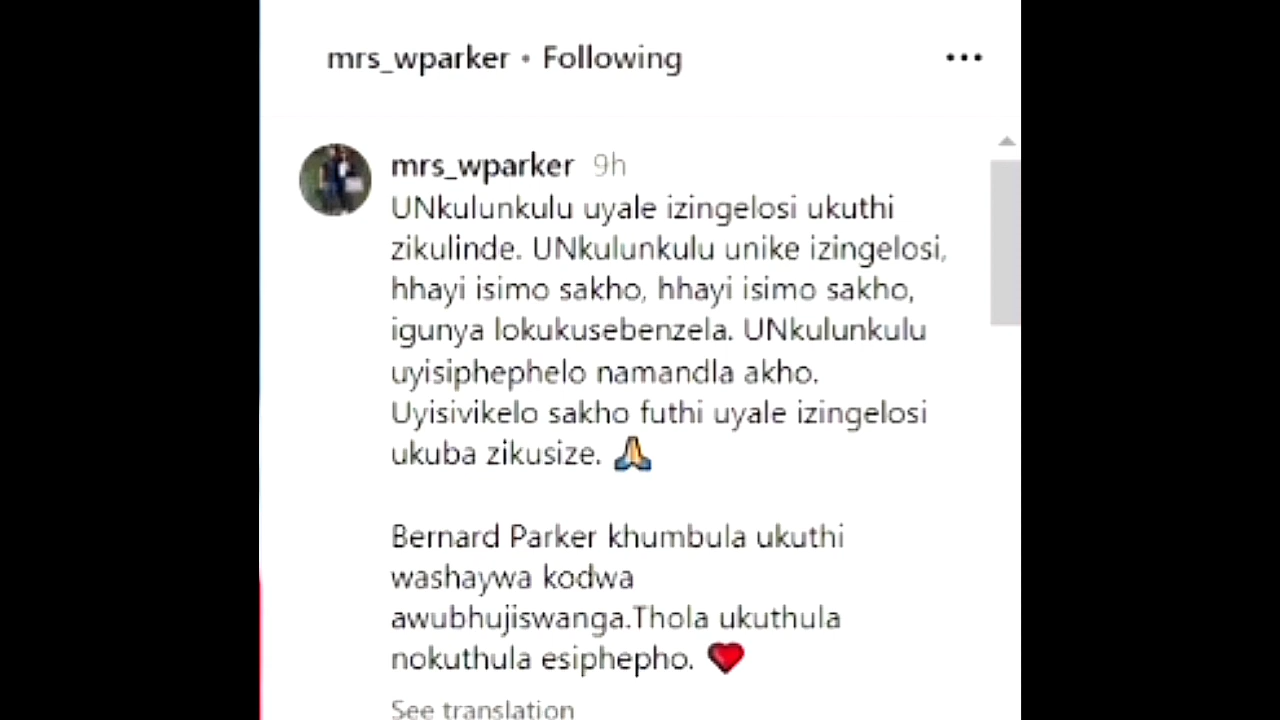 mrs_wparker • Following
mrs_wparker 9h
UNkulunkulu uyale izingelosi ukuthi
zikulinde. UNkulunkulu unike izingelosi,
hhayi isimo sakho, hhayi isimo sakho,
igunya lokukusebenzela. UNkulunkulu
uyisiphephelo namandla akho.
Uyisivikelo sakho futhi uyale izingelosi
ukuba zikusize. 🙏
Bernard Parker khumbula ukuthi
washaywa kodwa
awubhujiswanga.Thola ukuthula
nokuthula esiphepho. ❤️
See translation